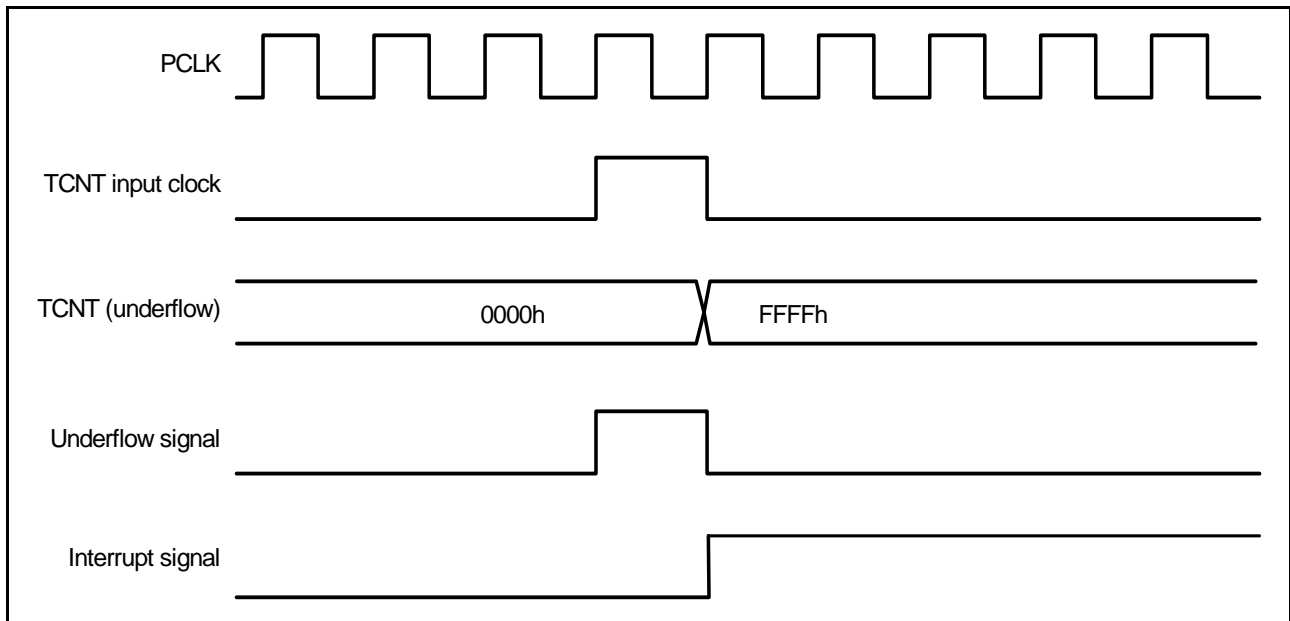 PCLK
TCNT input clock
TCNT (underflow)
0000h
FFFFh
Underflow signal
Interrupt signal